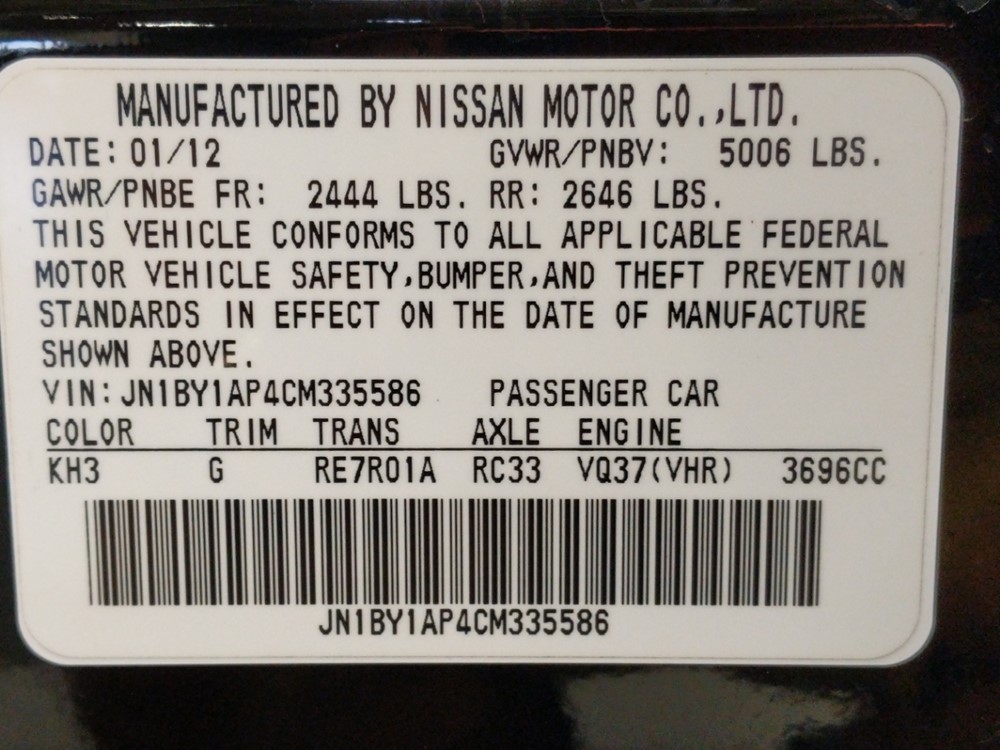 MANUFACTURED BY NISSAN MOTOR CO.,LTD.
DATE: 01/12 GVWR/PNBV: 5006 LBS.
GAWR/PNBE FR: 2444 LBS. RR: 2646 LBS.
THIS VEHICLE CONFORMS TO ALL APPLICABLE FEDERAL
MOTOR VEHICLE SAFETY,BUMPER,AND THEFT PREVENTION
STANDARDS IN EFFECT ON THE DATE OF MANUFACTURE
SHOWN ABOVE.
VIN: JN1BY1AP4CM335586 PASSENGER CAR
COLOR TRIM TRANS AXLE ENGINE
KH3 G RE7R01A RC33 VQ37(VHR) 3696CC
JN1BY1AP4CM335586